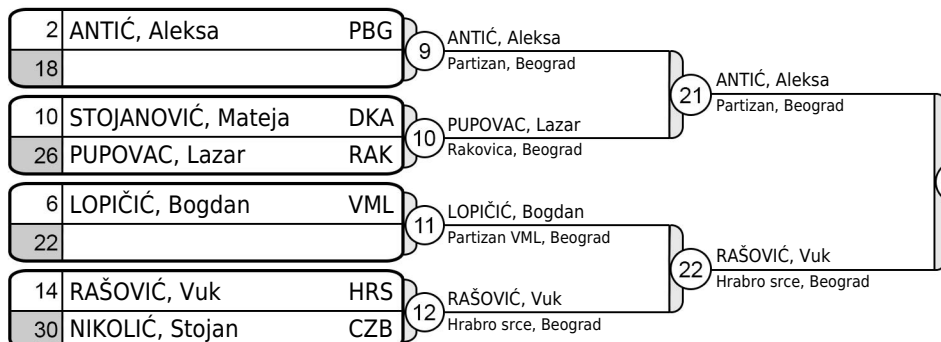 2 ANTIĆ, Aleksa PBG
18
9
ANTIĆ, Aleksa
Partizan, Beograd
10 STOJANOVIĆ, Mateja DKA
26 PUPOVAC, Lazar RAK
10
PUPOVAC, Lazar
Rakovica, Beograd
21
ANTIĆ, Aleksa
Partizan, Beograd
6 LOPIČIĆ, Bogdan VML
22
11
LOPIČIĆ, Bogdan
Partizan VML, Beograd
14 RAŠOVIĆ, Vuk HRS
30 NIKOLIĆ, Stojan CZB
12
RAŠOVIĆ, Vuk
Hrabro srce, Beograd
22
RAŠOVIĆ, Vuk
Hrabro srce, Beograd